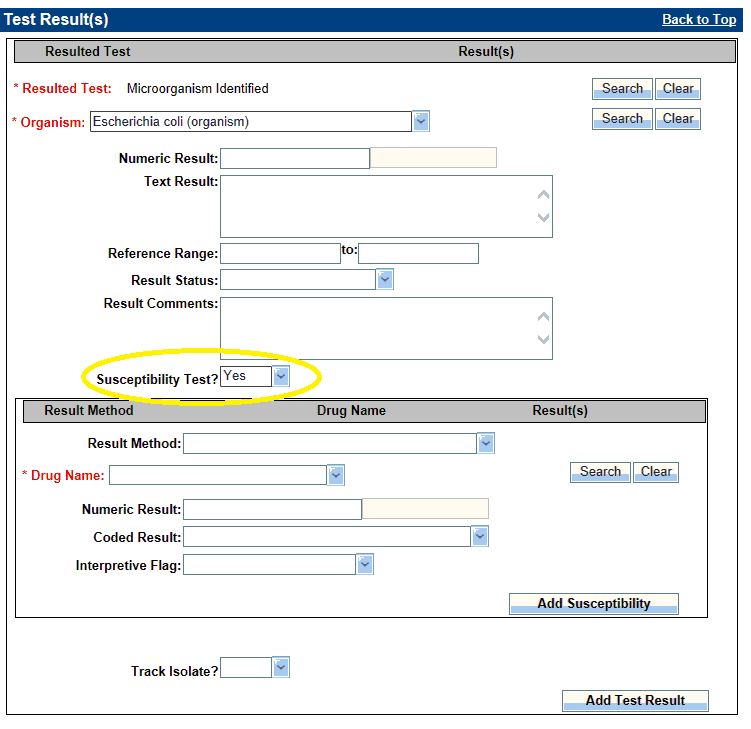 Test Result(s) Back to Top
Resulted Test Result(s)
* Resulted Test: Microorganism Identified Search Clear
* Organism: Escherichia coli (organism) Search Clear
Numeric Result:
Text Result:
Reference Range: to:
Result Status:
Result Comments:
Susceptibility Test? Yes
Result Method Drug Name Result(s)
Result Method:
* Drug Name: Search Clear
Numeric Result:
Coded Result:
Interpretive Flag:
Add Susceptibility
Track Isolate?
Add Test Result